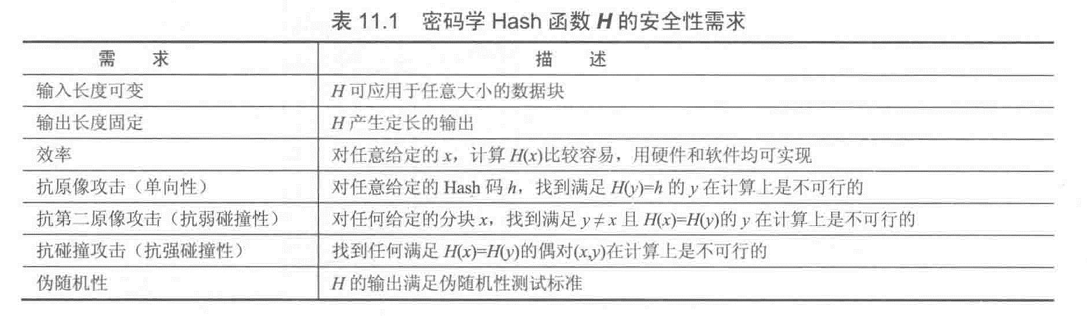 表 11.1 密码学 Hash 函数 H 的安全性需求
需 求 描 述
输入长度可变 H 可应用于任意大小的数据块
输出长度固定 H 产生定长的输出
效率 对任意给定的 x，计算 H(x)比较容易，用硬件和软件均可实现
抗原像攻击（单向性） 对任意给定的 Hash 码 h，找到满足 H(y)=h 的 y 在计算上是不可行的
抗第二原像攻击（抗弱碰撞性） 对任何给定的分块 x，找到满足 y ≠ x 且 H(x)=H(y)的 y 在计算上是不可行的
抗碰撞攻击（抗强碰撞性） 找到任何满足 H(x)=H(y)的偶对(x,y)在计算上是不可行的
伪随机性 H 的输出满足伪随机性测试标准